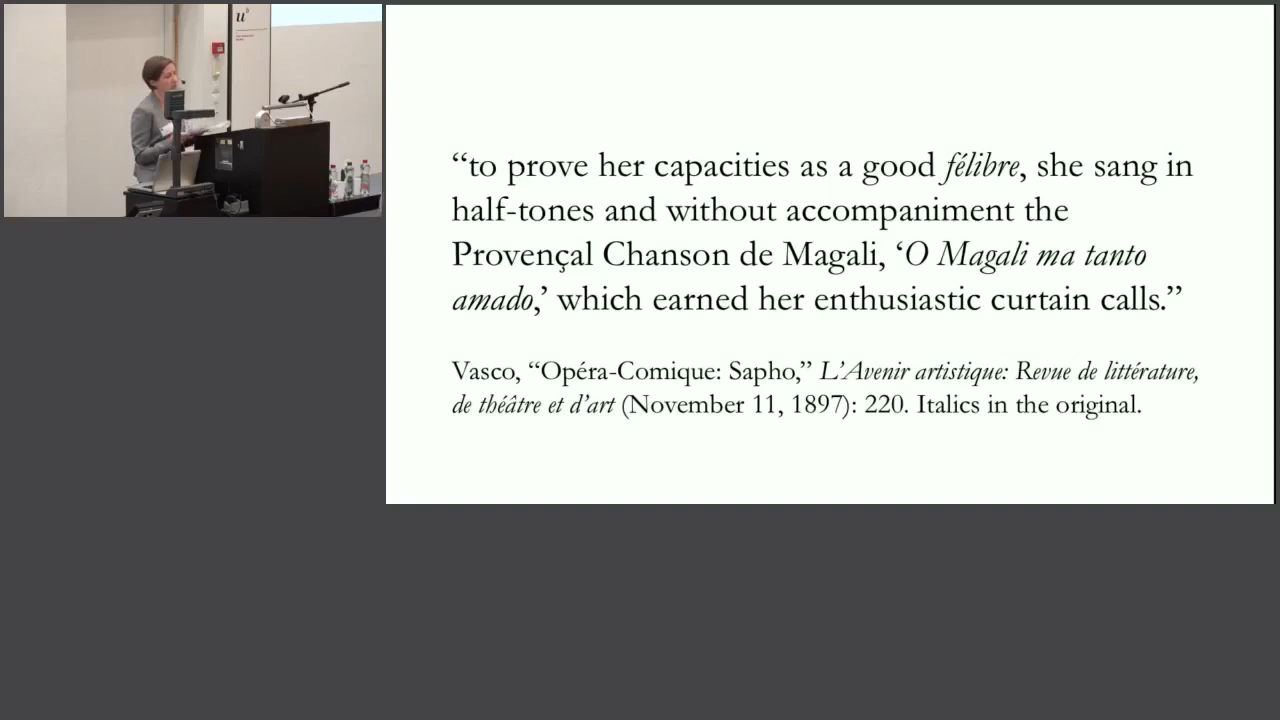 u
b
“to prove her capacities as a good félibre, she sang in
half-tones and without accompaniment the
Provençal Chanson de Magali, ‘O Magali ma tanto
amado,’ which earned her enthusiastic curtain calls.”
Vasco, “Opéra-Comique: Sapho,” L’Avenir artistique: Revue de littérature,
de théâtre et d’art (November 11, 1897): 220. Italics in the original.